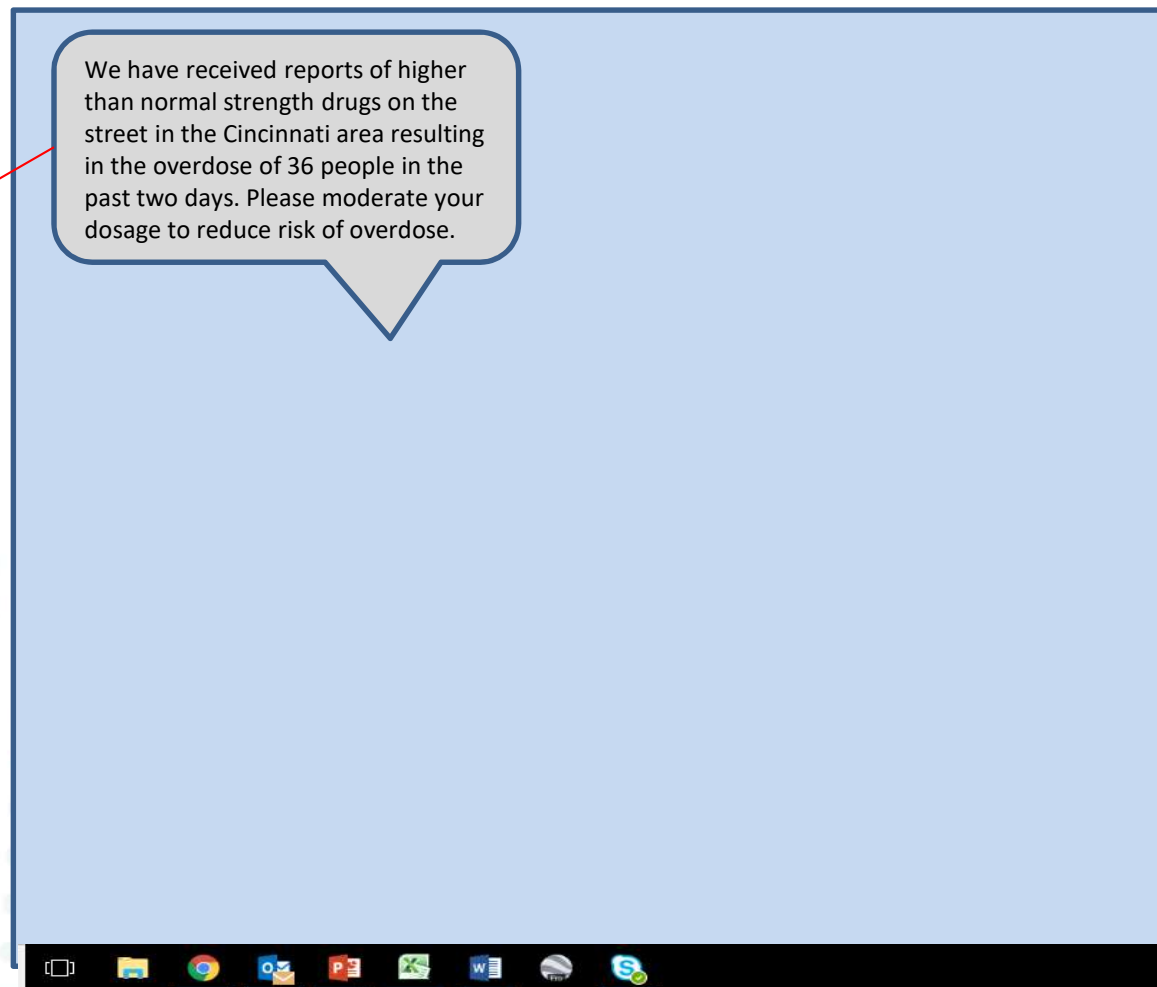 We have received reports of higher
than normal strength drugs on the
street in the Cincinnati area resulting
in the overdose of 36 people in the
past two days. Please moderate your
dosage to reduce risk of overdose.